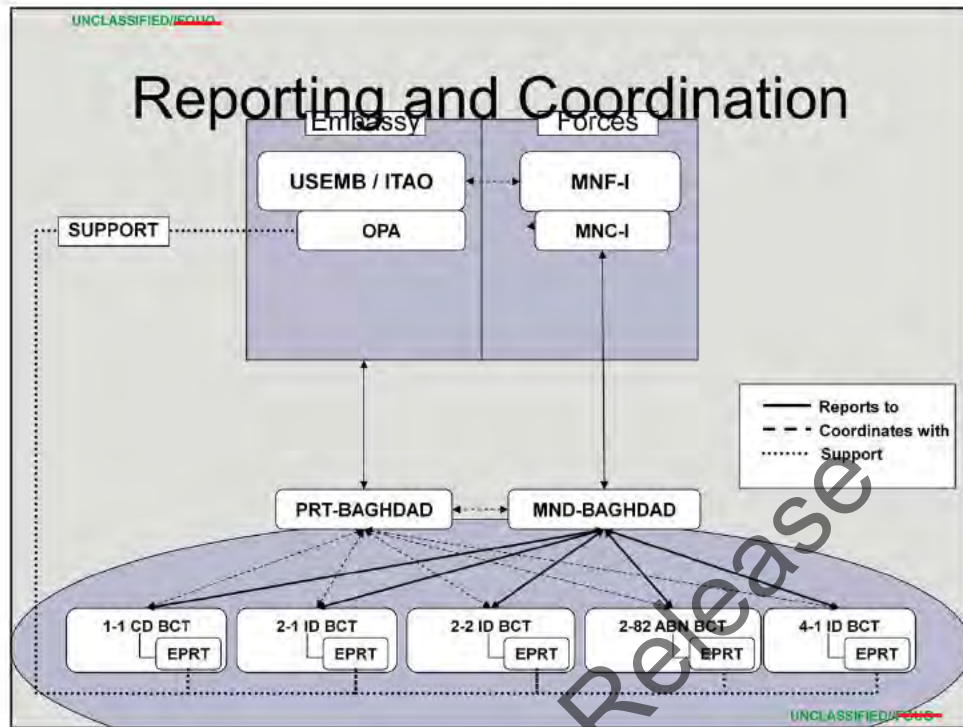 UNCLASSIFIED//FOUO
Reporting and Coordination
Embassy
Forces
USEMB / ITAO
MNF-I
SUPPORT
OPA
MNC-I
Reports to
Coordinates with
Support
PRT-BAGHDAD
MND-BAGHDAD
1-1 CD BCT
2-1 ID BCT
2-2 ID BCT
2-82 ABN BCT
4-1 ID BCT
EPRT
EPRT
EPRT
EPRT
EPRT
Release
UNCLASSIFIED//FOUO